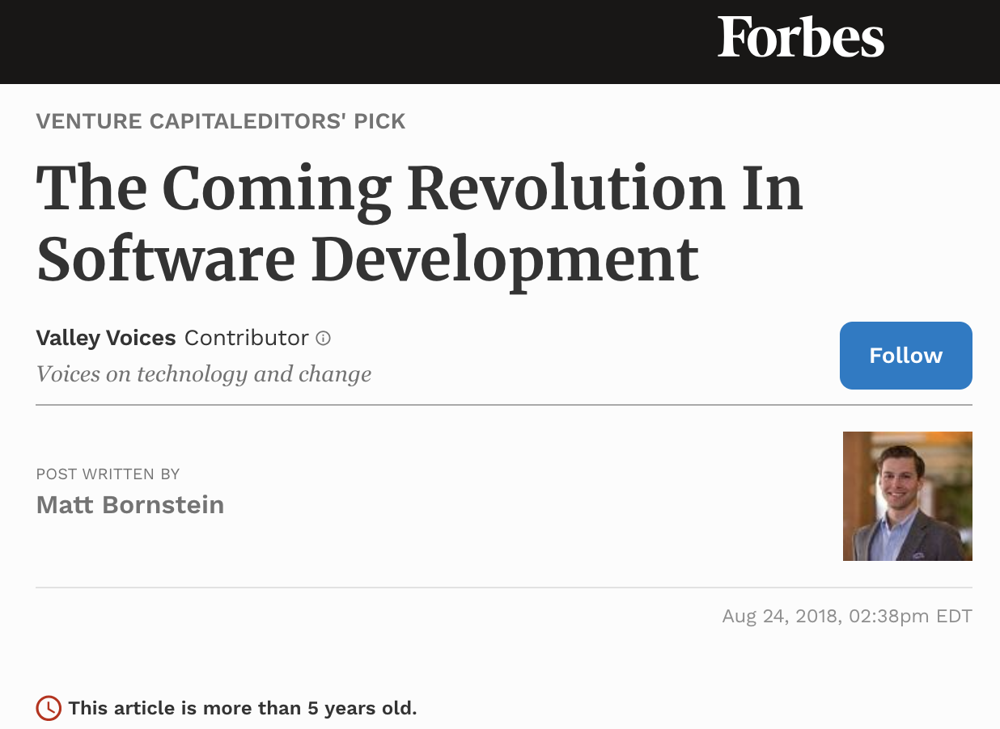 Forbes
VENTURE CAPITALEDITORS' PICK
The Coming Revolution In
Software Development
Valley Voices Contributor
Voices on technology and change
Follow
POST WRITTEN BY
Matt Bornstein
Aug 24, 2018, 02:38pm EDT
This article is more than 5 years old.